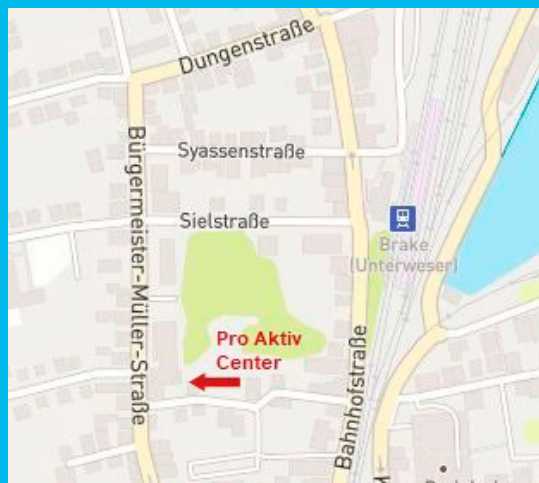 Dungenstraße
Syassenstraße
Bürgermeister-Müller-Straße
Sielstraße
Brake
(Unterweser)
Pro Aktiv
Center
Bahnhofstraße